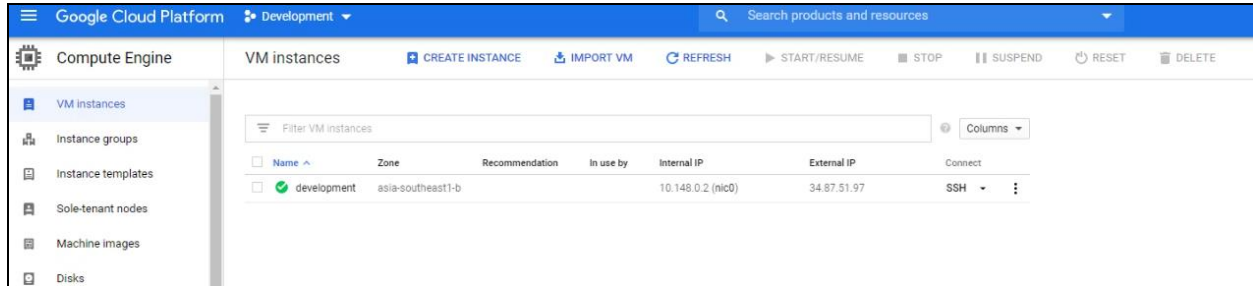 Google Cloud Platform Development Search products and resources
Compute Engine VM instances CREATE INSTANCE IMPORT VM REFRESH START/RESUME STOP SUSPEND RESET DELETE
VM instances
Instance groups
Instance templates
Sole-tenant nodes
Machine images
Disks
Filter VM instances Columns
Name Zone Recommendation In use by Internal IP External IP Connect
development asia-southeast1-b 10.148.0.2 (nic0) 34.87.51.97 SSH